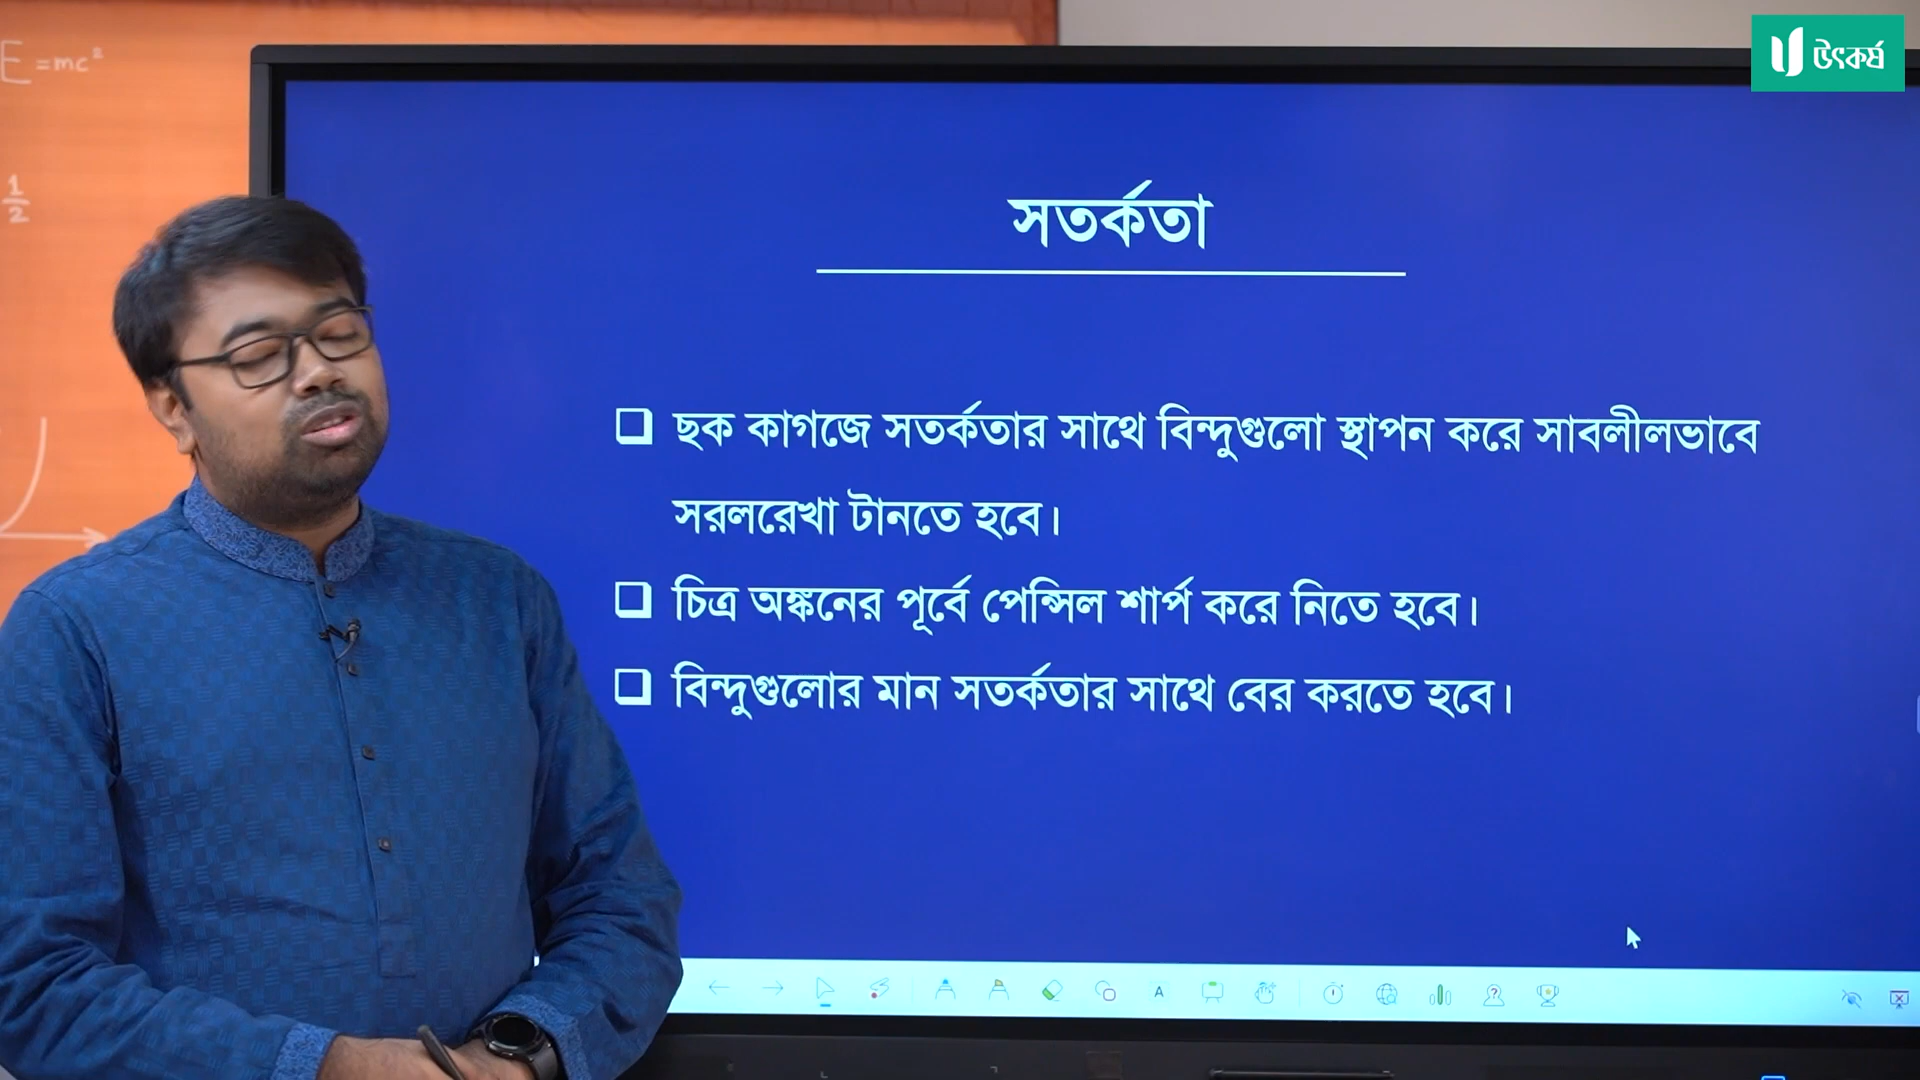 E=mc²
উৎকর্ষ
1/2
সতর্কতা
ছক কাগজে সতর্কতার সাথে বিন্দুগুলো স্থাপন করে সাবলীলভাবে
সরলরেখা টানতে হবে।
চিত্র অঙ্কনের পূর্বে পেন্সিল শার্প করে নিতে হবে।
বিন্দুগুলোর মান সতর্কতার সাথে বের করতে হবে।
A